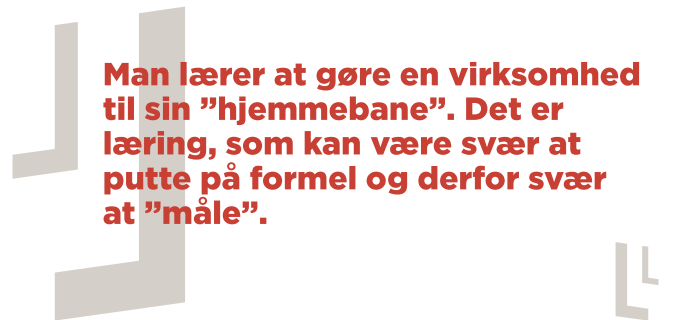 Man lærer at gøre en virksomhed
til sin ”hjemmebane”. Det er
læring, som kan være svær at
putte på formel og derfor svær
at ”måle”.